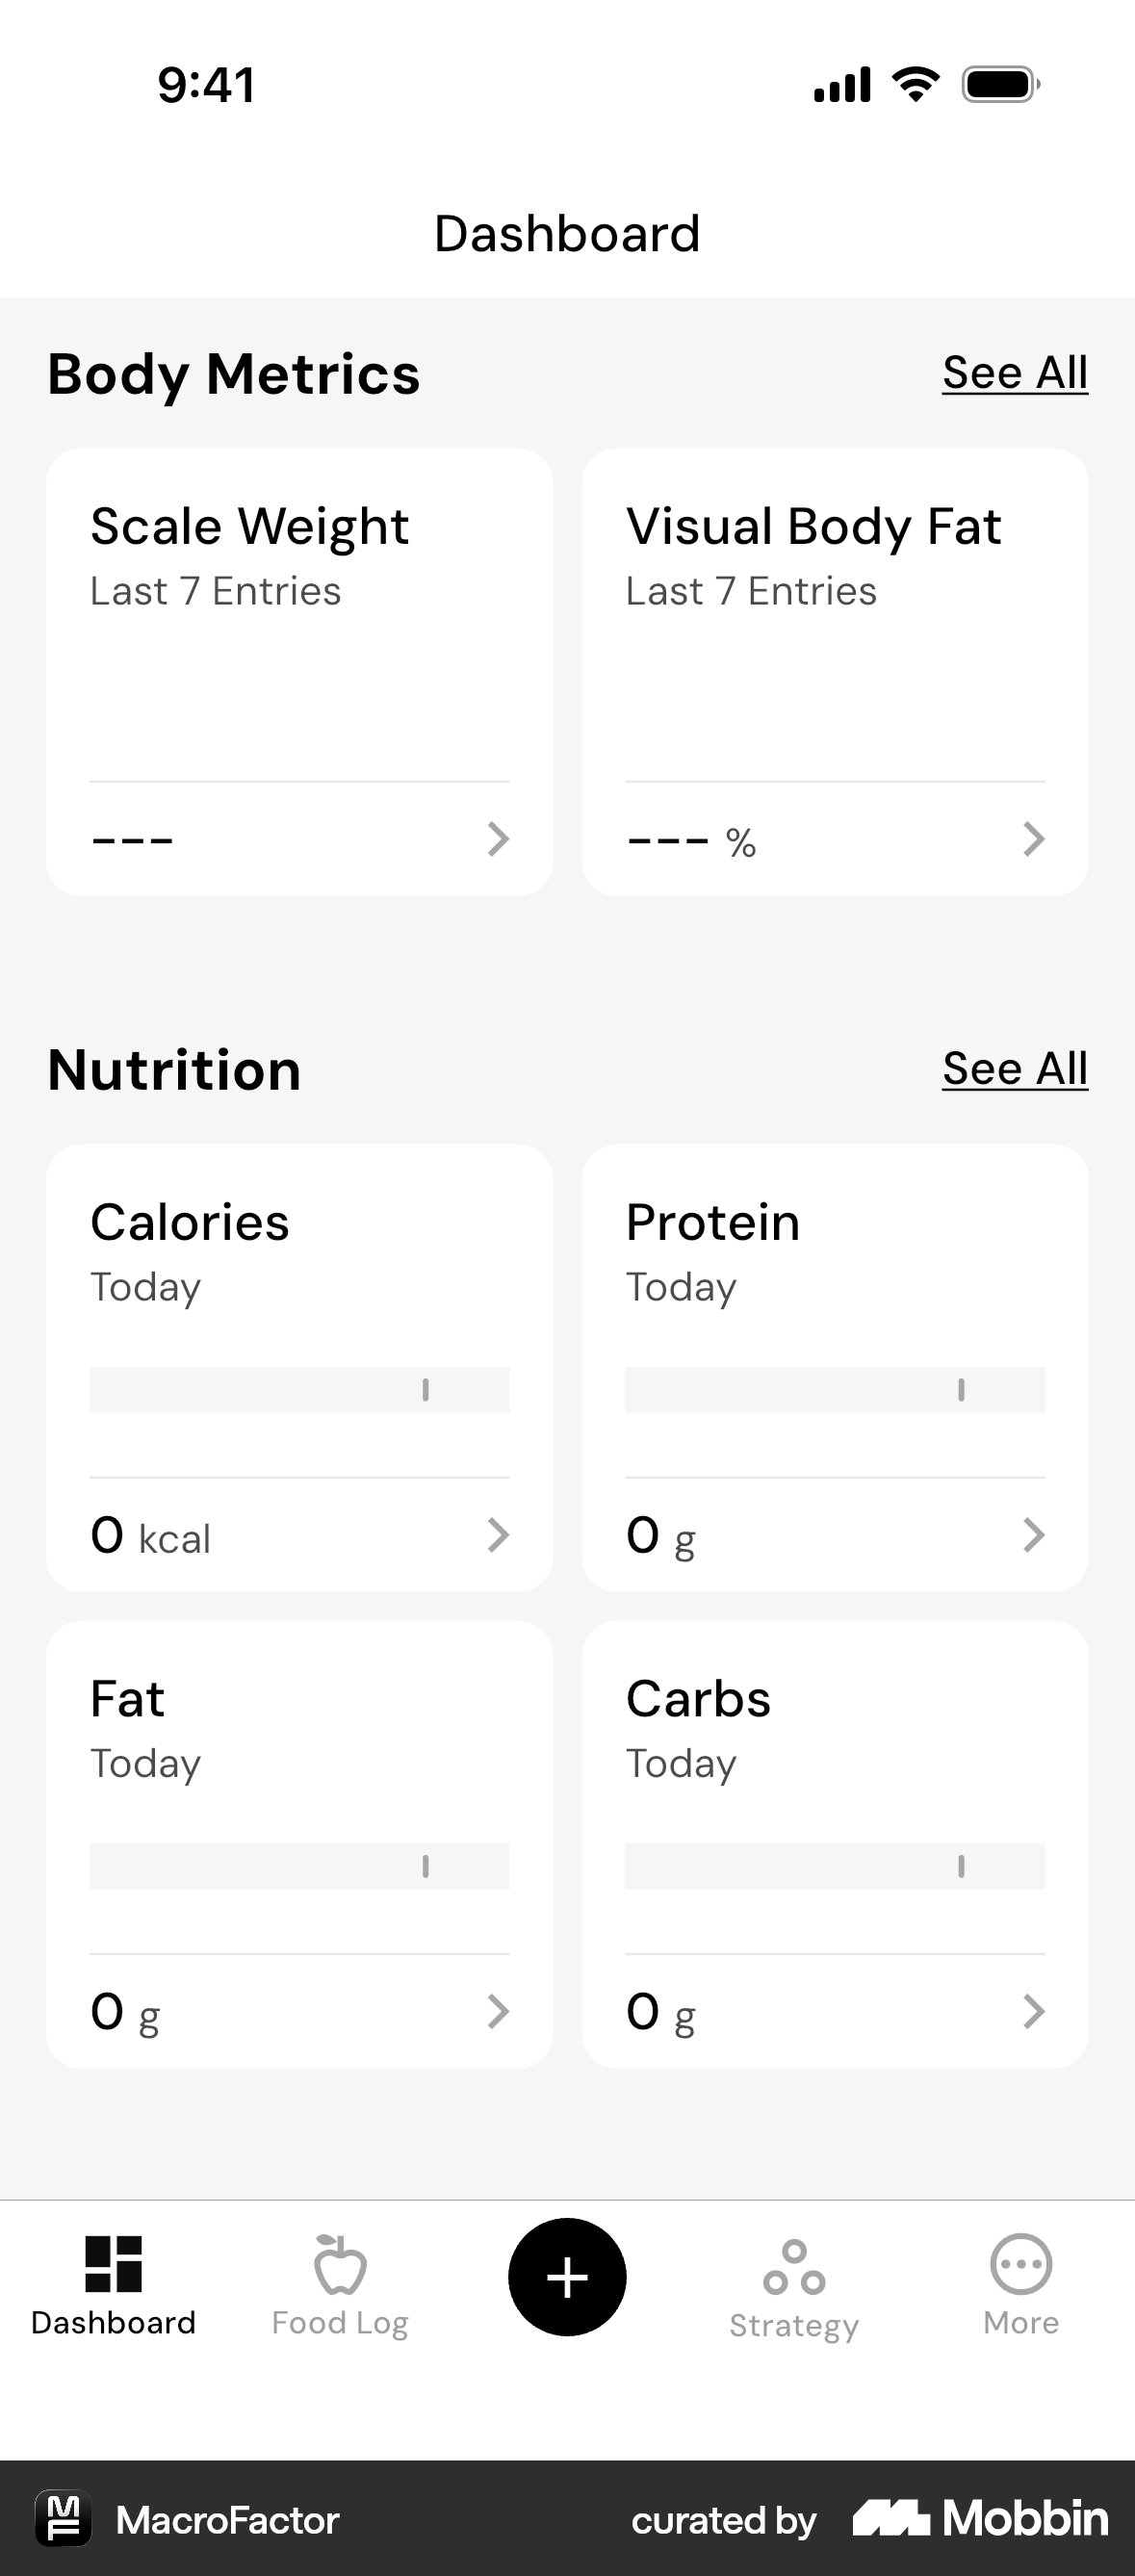 9:41
Dashboard
Body Metrics
See All
Scale Weight
Last 7 Entries
---
Visual Body Fat
Last 7 Entries
--- %
Nutrition
See All
Calories
Today
0 kcal
Protein
Today
0 g
Fat
Today
0 g
Carbs
Today
0 g
Dashboard
Food Log
+
Strategy
More
MF
MacroFactor
curated by
Mobbin